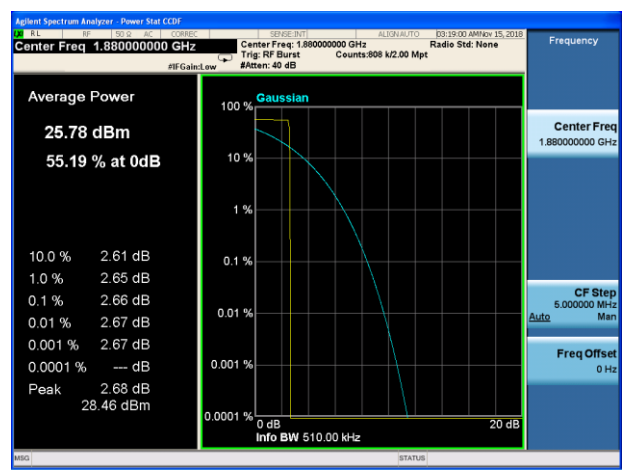 Agilent Spectrum Analyzer - Power Stat CCDF
RL RF 50 Ω AC CORREC SENSE:INT ALIGN AUTO 03:19:00 AM Nov 15, 2018
Center Freq 1.880000000 GHz
Center Freq: 1.880000000 GHz Radio Std: None
Trig: RF Burst Counts:808 k/2.00 Mpt
#IFGain:Low #Atten: 40 dB
Frequency
Average Power
25.78 dBm
55.19 % at 0dB
10.0 % 2.61 dB
1.0 % 2.65 dB
0.1 % 2.66 dB
0.01 % 2.67 dB
0.001 % 2.67 dB
0.0001 % --- dB
Peak 2.68 dB
28.46 dBm
Gaussian
100 %
10 %
1 %
0.1 %
0.01 %
0.001 %
0.0001 %
0 dB 20 dB
Info BW 510.00 kHz
Center Freq
1.880000000 GHz
CF Step
5.000000 MHz
Auto Man
Freq Offset
0 Hz
MSG STATUS